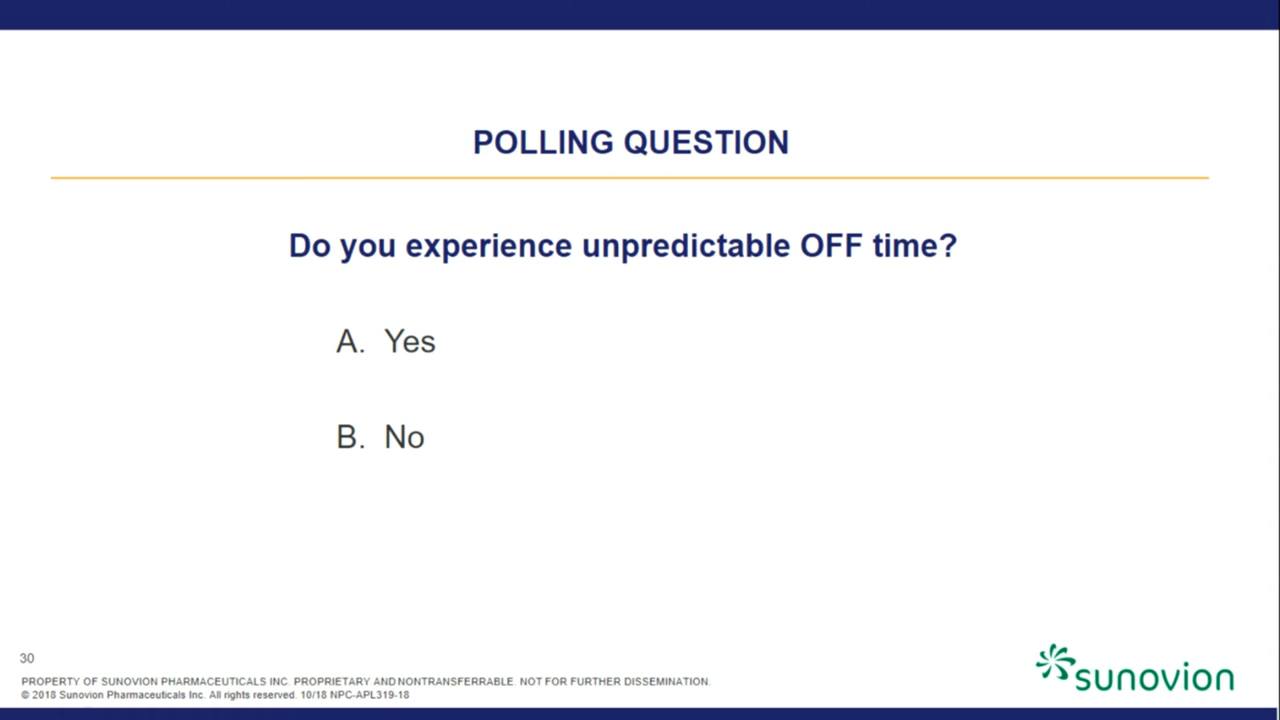 POLLING QUESTION
Do you experience unpredictable OFF time?
A. Yes
B. No
30
PROPERTY OF SUNOVION PHARMACEUTICALS INC. PROPRIETARY AND NONTRANSFERRABLE. NOT FOR FURTHER DISSEMINATION.
© 2018 Sunovion Pharmaceuticals Inc. All rights reserved. 10/18 NPC-APL319-18
sunovion